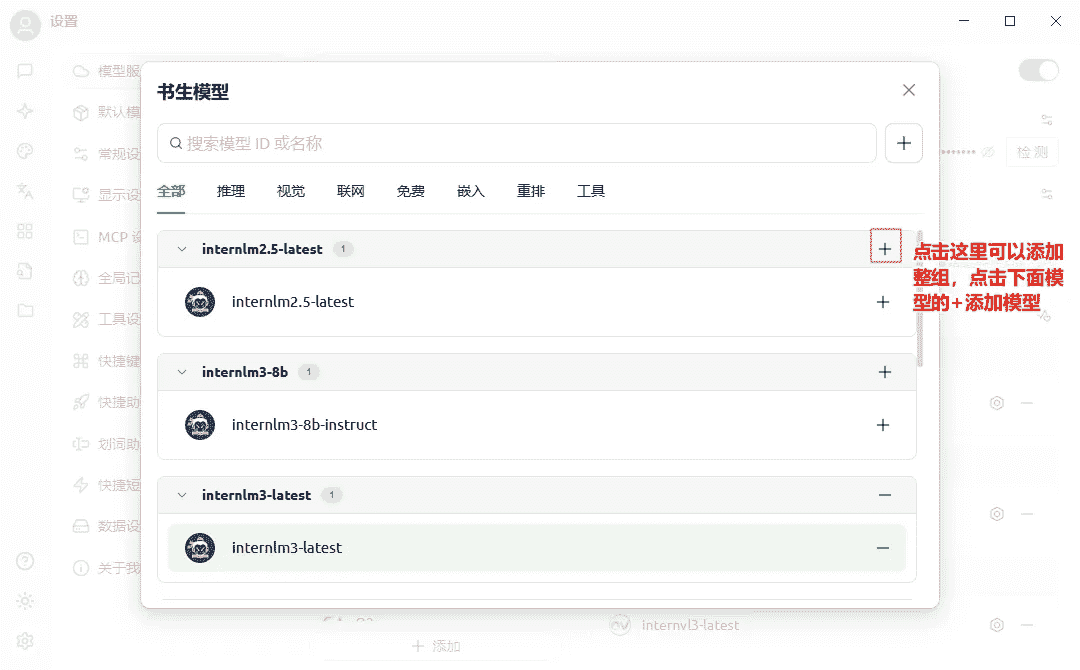 设置
模型服
默认模
常规设
显示设
MCP 设
全局记
工具设
快捷键
快捷助
划词助
快捷短
数据设
关于我
检测
书生模型
搜索模型 ID 或名称
全部 推理 视觉 联网 免费 嵌入 重排 工具
internlm2.5-latest 1
internlm2.5-latest
internlm3-8b 1
internlm3-8b-instruct
internlm3-latest 1
internlm3-latest
点击这里可以添加
整组，点击下面模
型的+添加模型
internvl3-latest
添加